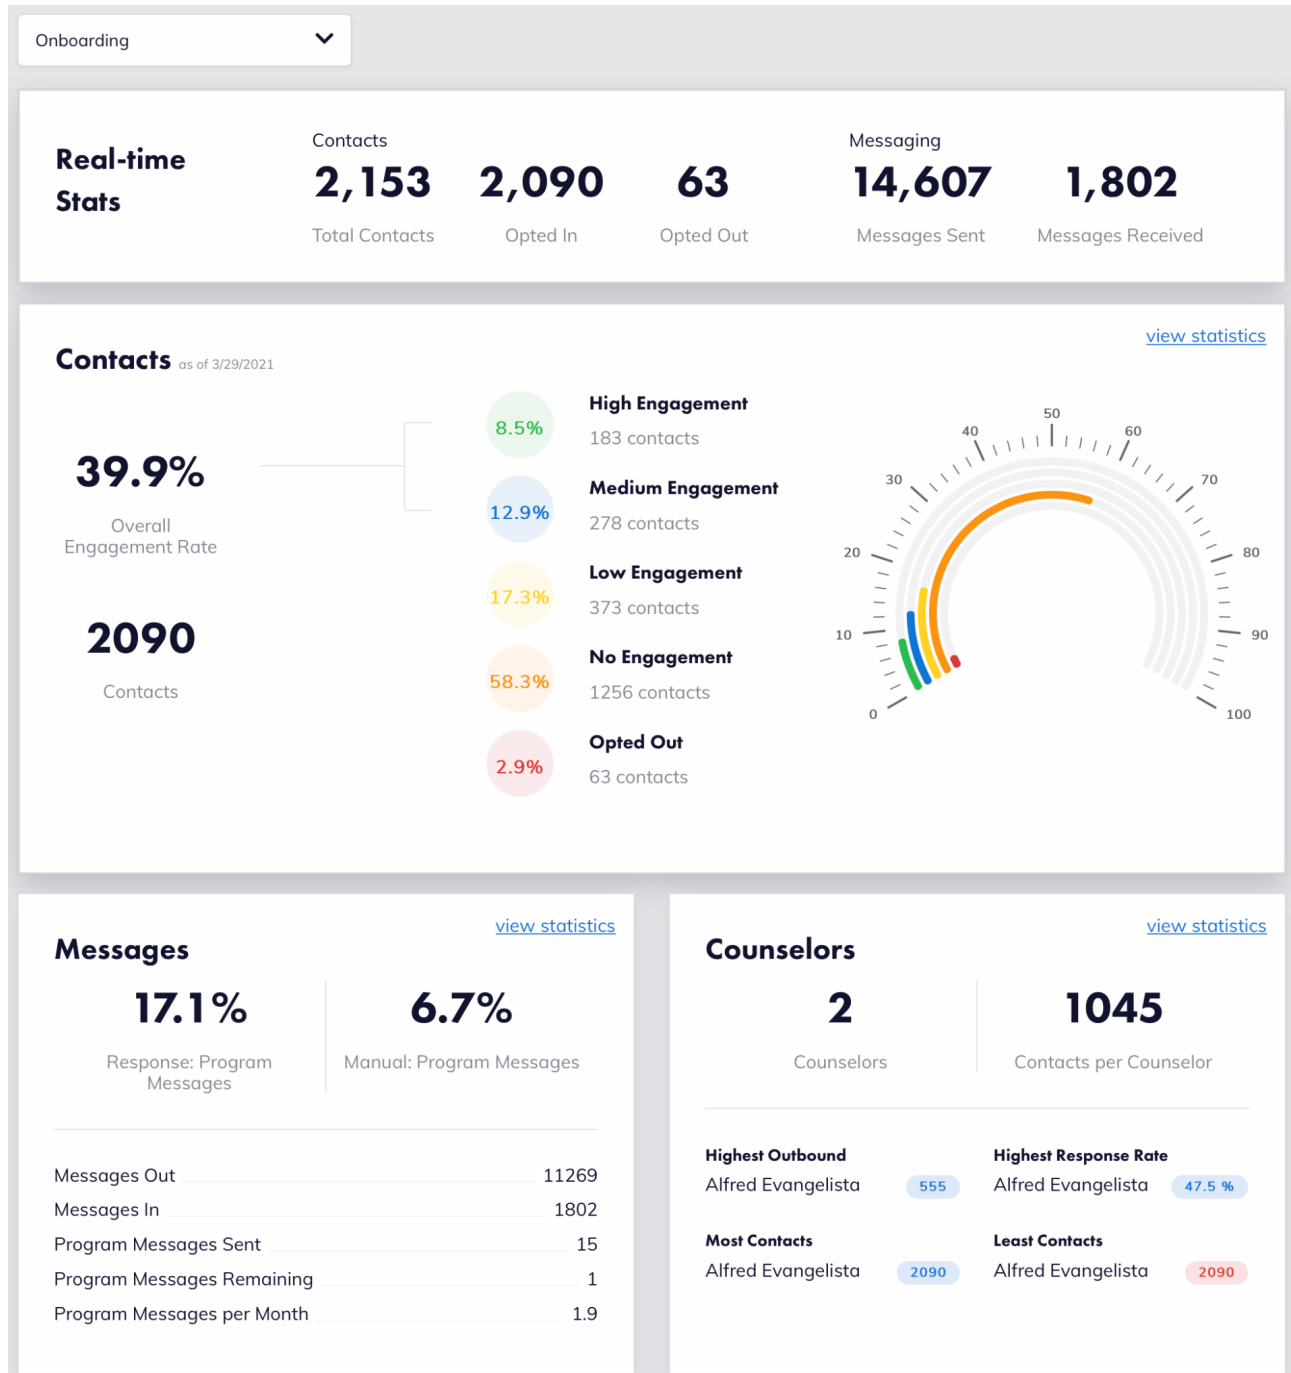 Onboarding
Real-time
Stats
Contacts
2,153
Total Contacts
2,090
Opted In
63
Opted Out
Messaging
14,607
Messages Sent
1,802
Messages Received
Contacts as of 3/29/2021
view statistics
39.9%
Overall
Engagement Rate
2090
Contacts
8.5%
High Engagement
183 contacts
12.9%
Medium Engagement
278 contacts
17.3%
Low Engagement
373 contacts
58.3%
No Engagement
1256 contacts
2.9%
Opted Out
63 contacts
0
10
20
30
40
50
60
70
80
90
100
Messages
view statistics
17.1%
Response: Program
Messages
6.7%
Manual: Program Messages
Messages Out 11269
Messages In 1802
Program Messages Sent 15
Program Messages Remaining 1
Program Messages per Month 1.9
Counselors
view statistics
2
Counselors
1045
Contacts per Counselor
Highest Outbound
Alfred Evangelista 555
Highest Response Rate
Alfred Evangelista 47.5 %
Most Contacts
Alfred Evangelista 2090
Least Contacts
Alfred Evangelista 2090